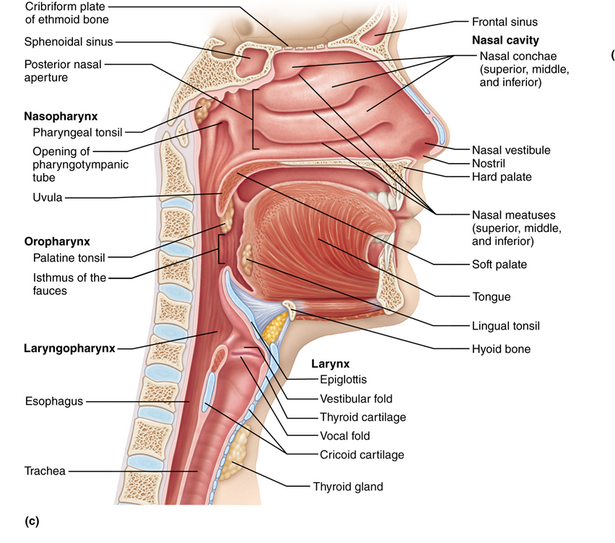 Cribriform plate
of ethmoid bone
Sphenoidal sinus
Posterior nasal
aperture
Nasopharynx
Pharyngeal tonsil
Opening of
pharyngotympanic
tube
Uvula
Oropharynx
Palatine tonsil
Isthmus of the
fauces
Laryngopharynx
Esophagus
Trachea
(c)
Frontal sinus
Nasal cavity
Nasal conchae
(superior, middle,
and inferior)
Nasal vestibule
Nostril
Hard palate
Nasal meatuses
(superior, middle,
and inferior)
Soft palate
Tongue
Lingual tonsil
Hyoid bone
Larynx
Epiglottis
Vestibular fold
Thyroid cartilage
Vocal fold
Cricoid cartilage
Thyroid gland
(